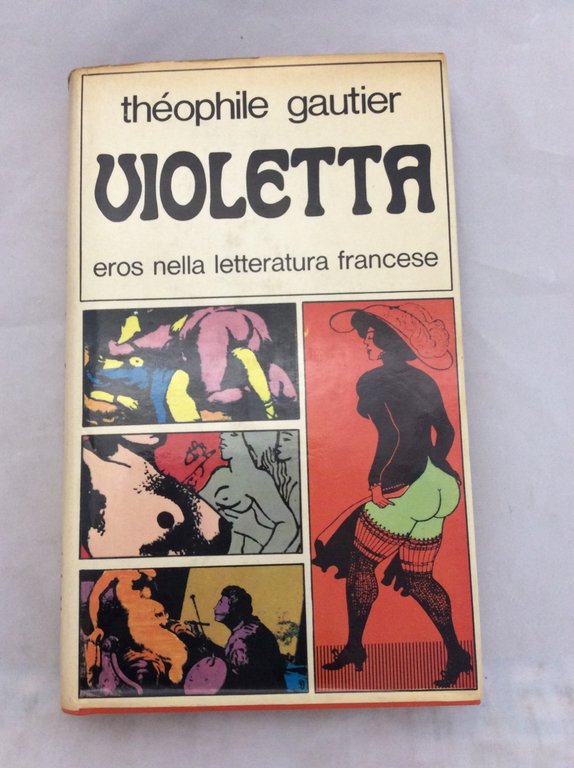 théophile gautier
VIOLETTA
eros nella letteratura francese